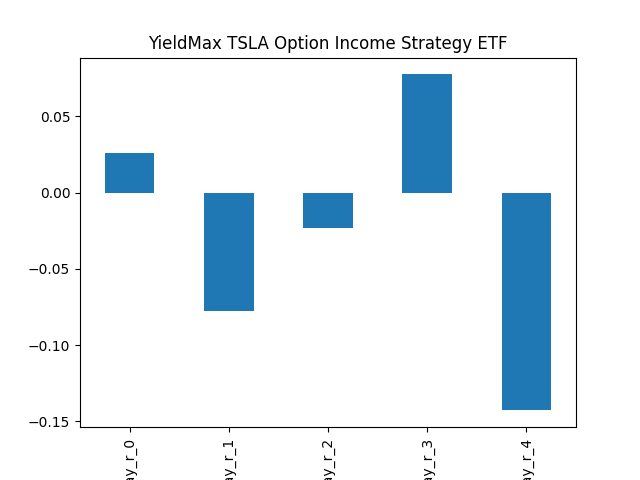 YieldMax TSLA Option Income Strategy ETF
0.05
0.00
−0.05
−0.10
−0.15
ay_r_0
ay_r_1
ay_r_2
ay_r_3
ay_r_4